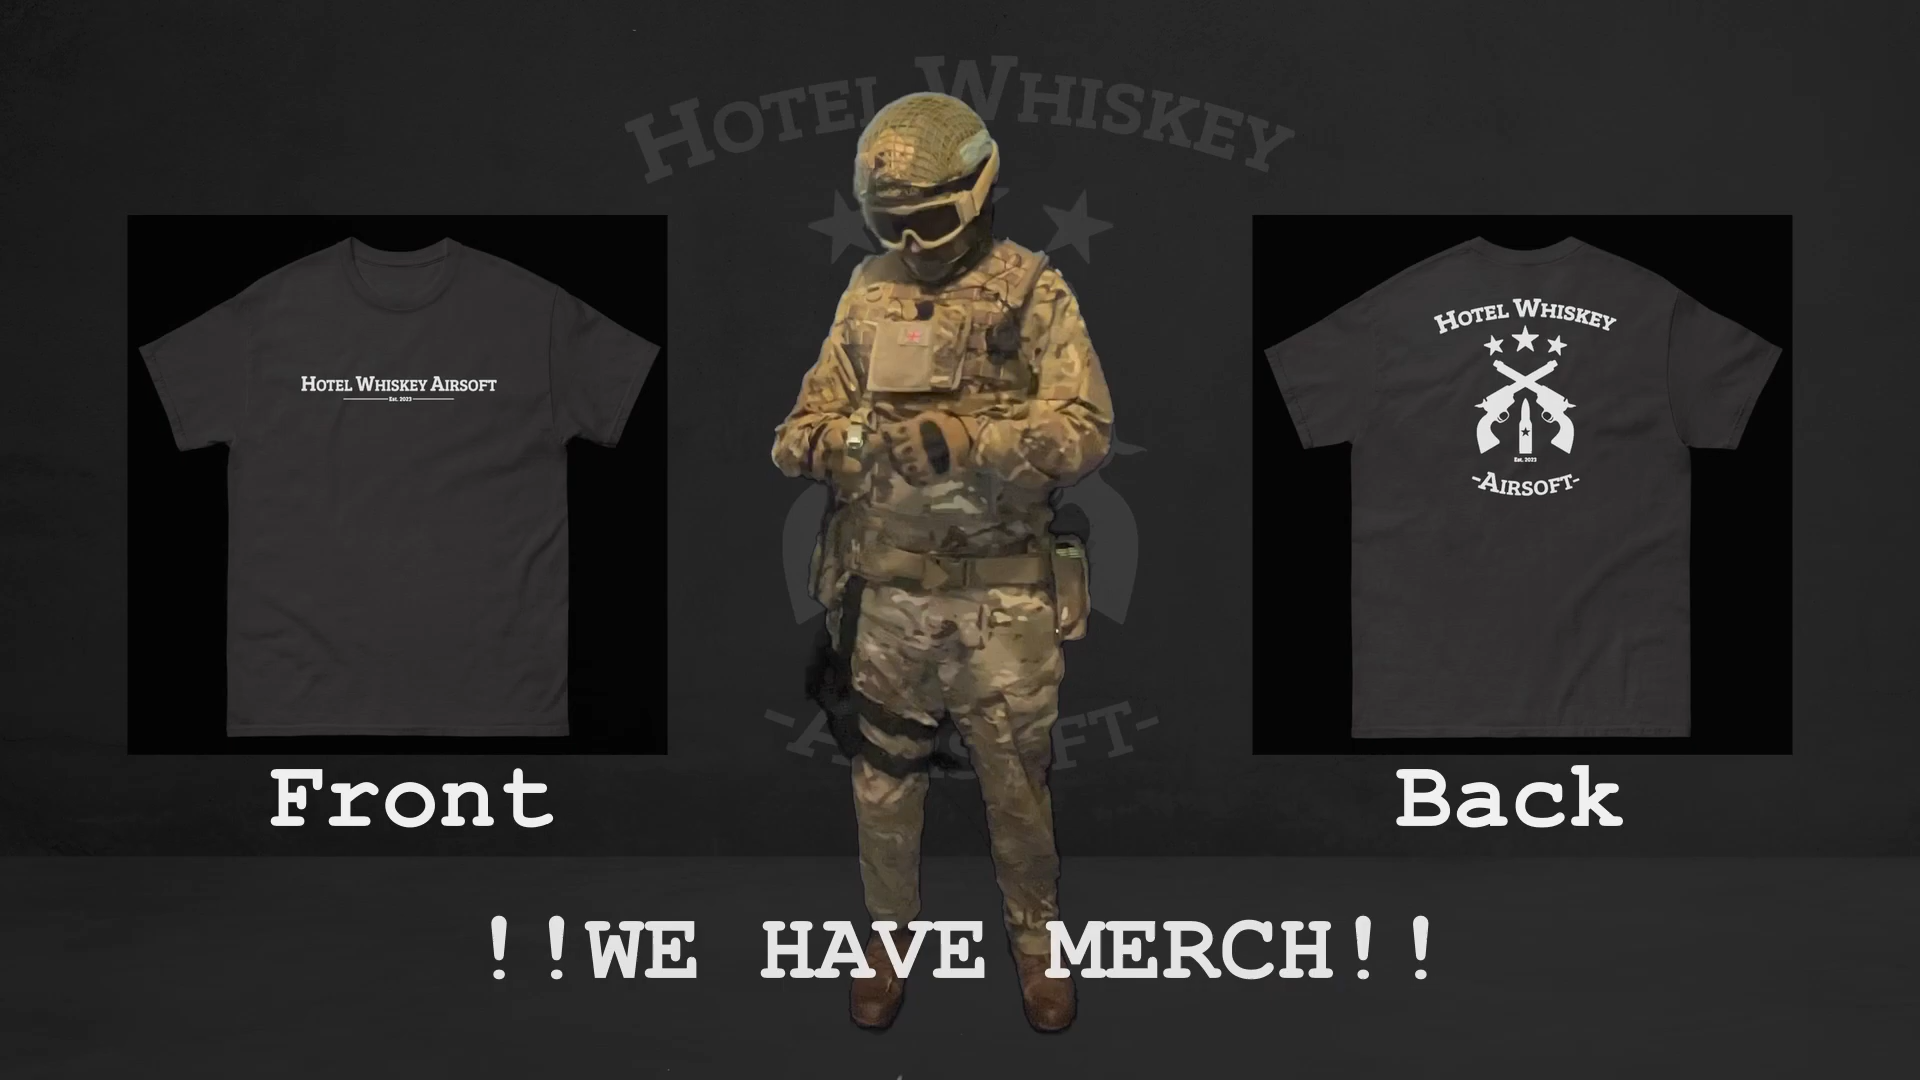 Hotel Whiskey
Hotel Whiskey Airsoft
Est. 2023
Hotel Whiskey
Est. 2023
-Airsoft-
Front
Back
!!WE HAVE MERCH!!